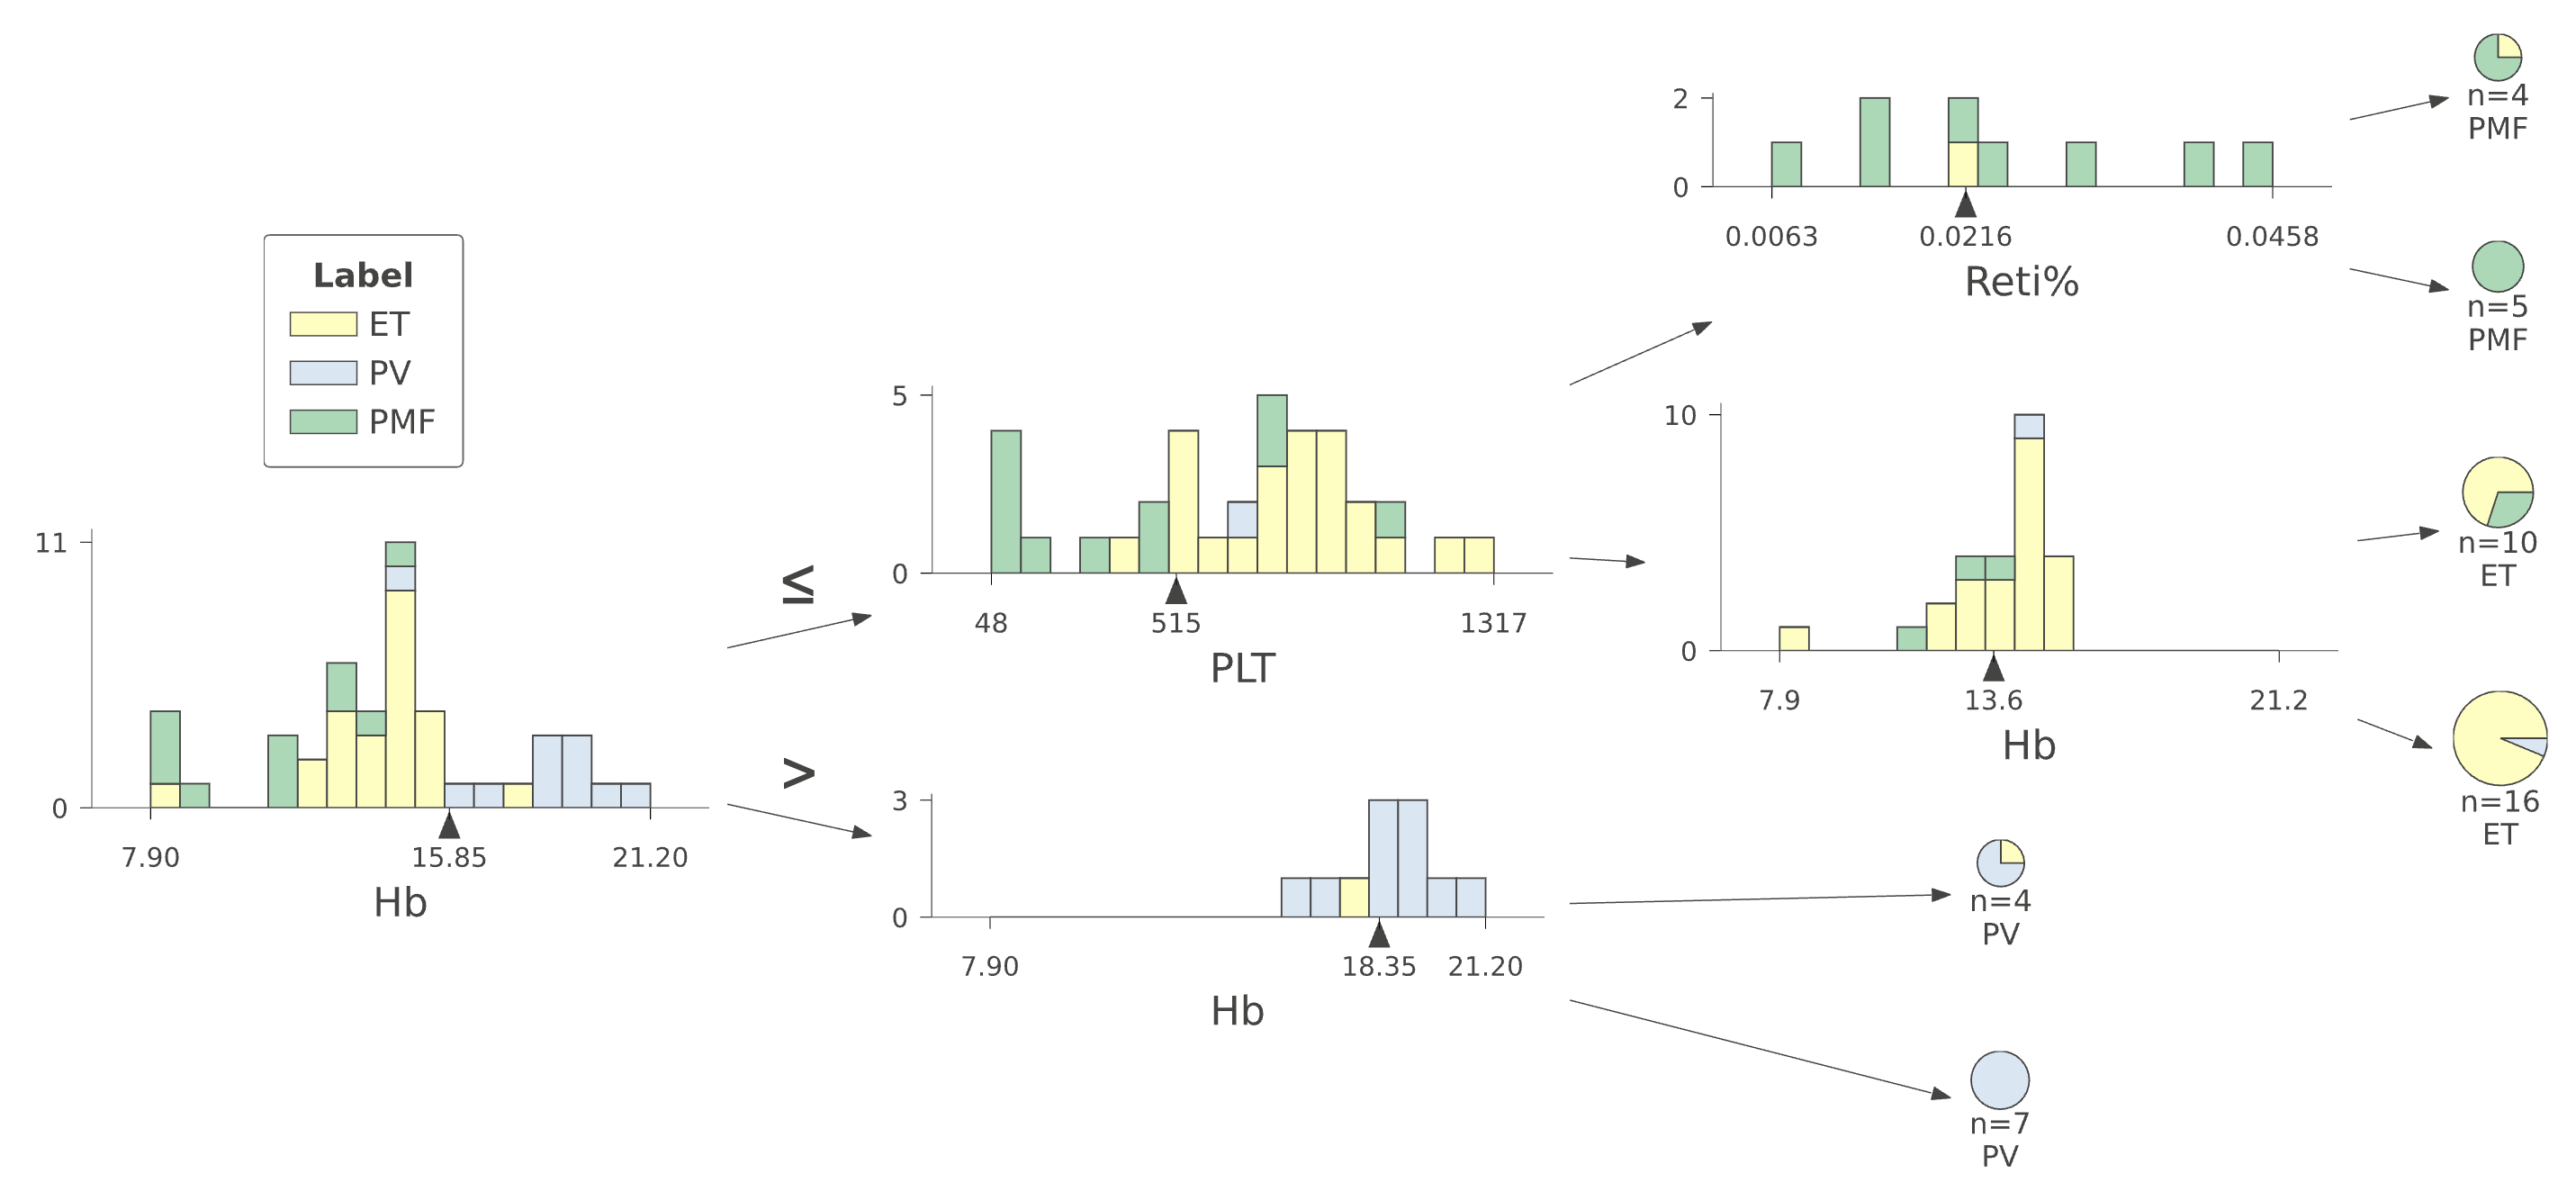 Label
ET
PV
PMF
11
0
7.90 15.85 21.20
Hb
≤
>
5
0
48 515 1317
PLT
3
0
7.90 18.35 21.20
Hb
2
0
0.0063 0.0216 0.0458
Reti%
10
0
7.9 13.6 21.2
Hb
n=4
PMF
n=5
PMF
n=10
ET
n=16
ET
n=4
PV
n=7
PV